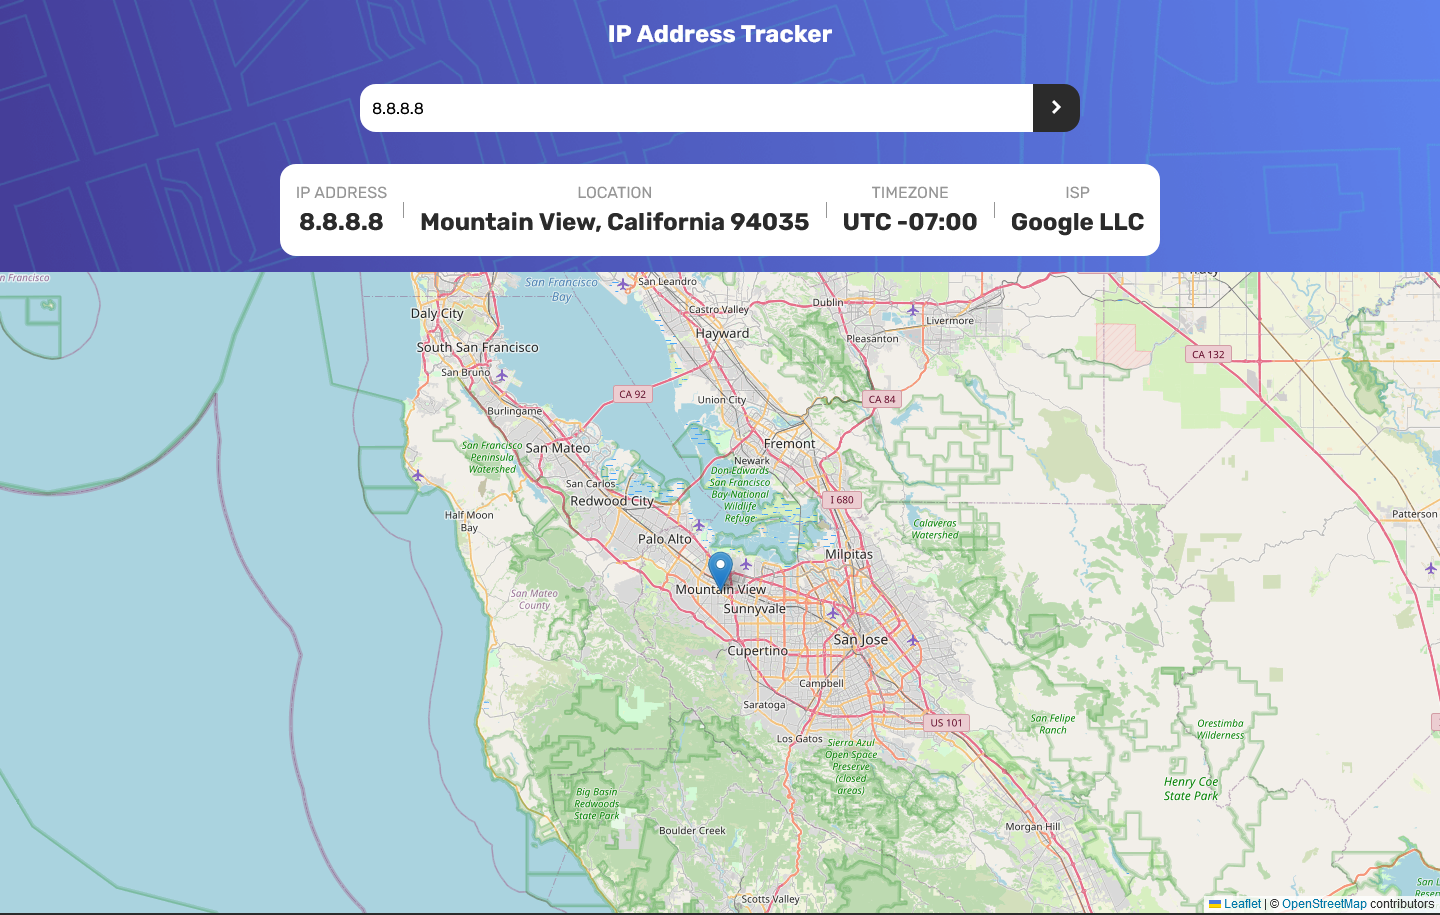 IP Address Tracker
8.8.8.8
IP ADDRESS
8.8.8.8
LOCATION
Mountain View, California 94035
TIMEZONE
UTC -07:00
ISP
Google LLC
n Francisco
San Francisco
Bay
San Leandro
Tracy
Castro Valley
Dublin
Daly City
Hayward
Livermore
Pleasanton
South San Francisco
CA 132
San Bruno
CA 92
Union City
CA 84
Burlingame
San Francisco
Peninsula
Watershed
San Mateo
Fremont
Newark
Don Edwards
San Francisco
Bay National
Wildlife
Refuge
San Carlos
Redwood City
I 680
Half Moon
Bay
Calaveras
Watershed
Patterson
Palo Alto
Milpitas
Mountain View
San Mateo
County
Sunnyvale
San Jose
Cupertino
Campbell
Saratoga
US 101
San Felipe
Ranch
Orestimba
Wilderness
Los Gatos
Sierra Azul
Open Space
Preserve
(closed
areas)
Henry Coe
State Park
Big Basin
Redwoods
State Park
Boulder Creek
Morgan Hill
Scotts Valley
San L
Reser
Leaflet | © OpenStreetMap contributors